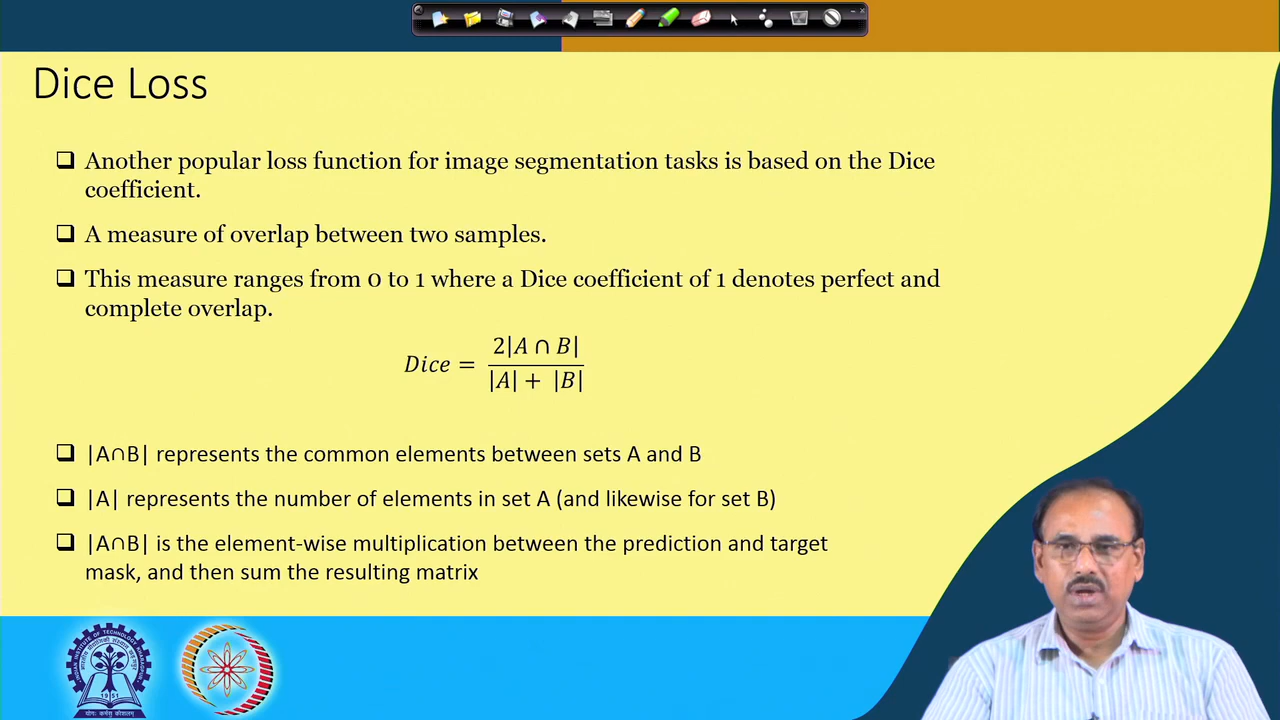 Dice Loss
❑ Another popular loss function for image segmentation tasks is based on the Dice
coefficient.
❑ A measure of overlap between two samples.
❑ This measure ranges from 0 to 1 where a Dice coefficient of 1 denotes perfect and
complete overlap.
Dice = 2|A ∩ B| / |A| + |B|
❑ |A∩B| represents the common elements between sets A and B
❑ |A| represents the number of elements in set A (and likewise for set B)
❑ |A∩B| is the element-wise multiplication between the prediction and target
mask, and then sum the resulting matrix
1951